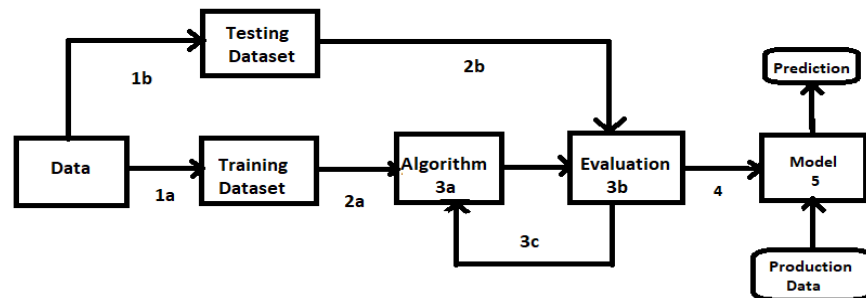 Testing
Dataset
1b
2b
Prediction
Data
1a
Training
Dataset
2a
Algorithm
3a
Evaluation
3b
4
Model
5
3c
Production
Data